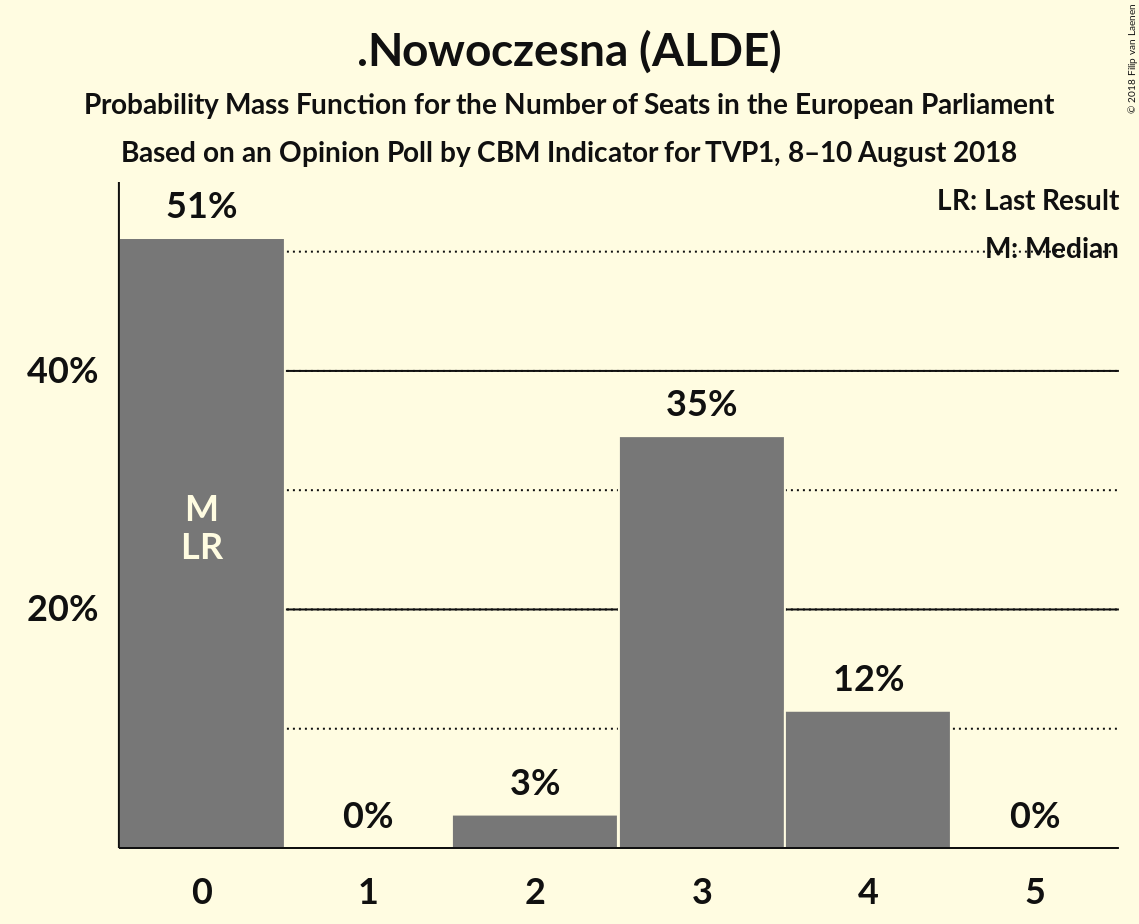 .Nowoczesna (ALDE)
Probability Mass Function for the Number of Seats in the European Parliament
Based on an Opinion Poll by CBM Indicator for TVP1, 8–10 August 2018
© 2018 Filip van Laenen
LR: Last Result
M: Median
51%
40%
35%
M
LR
20%
12%
3%
0%
0%
0 1 2 3 4 5